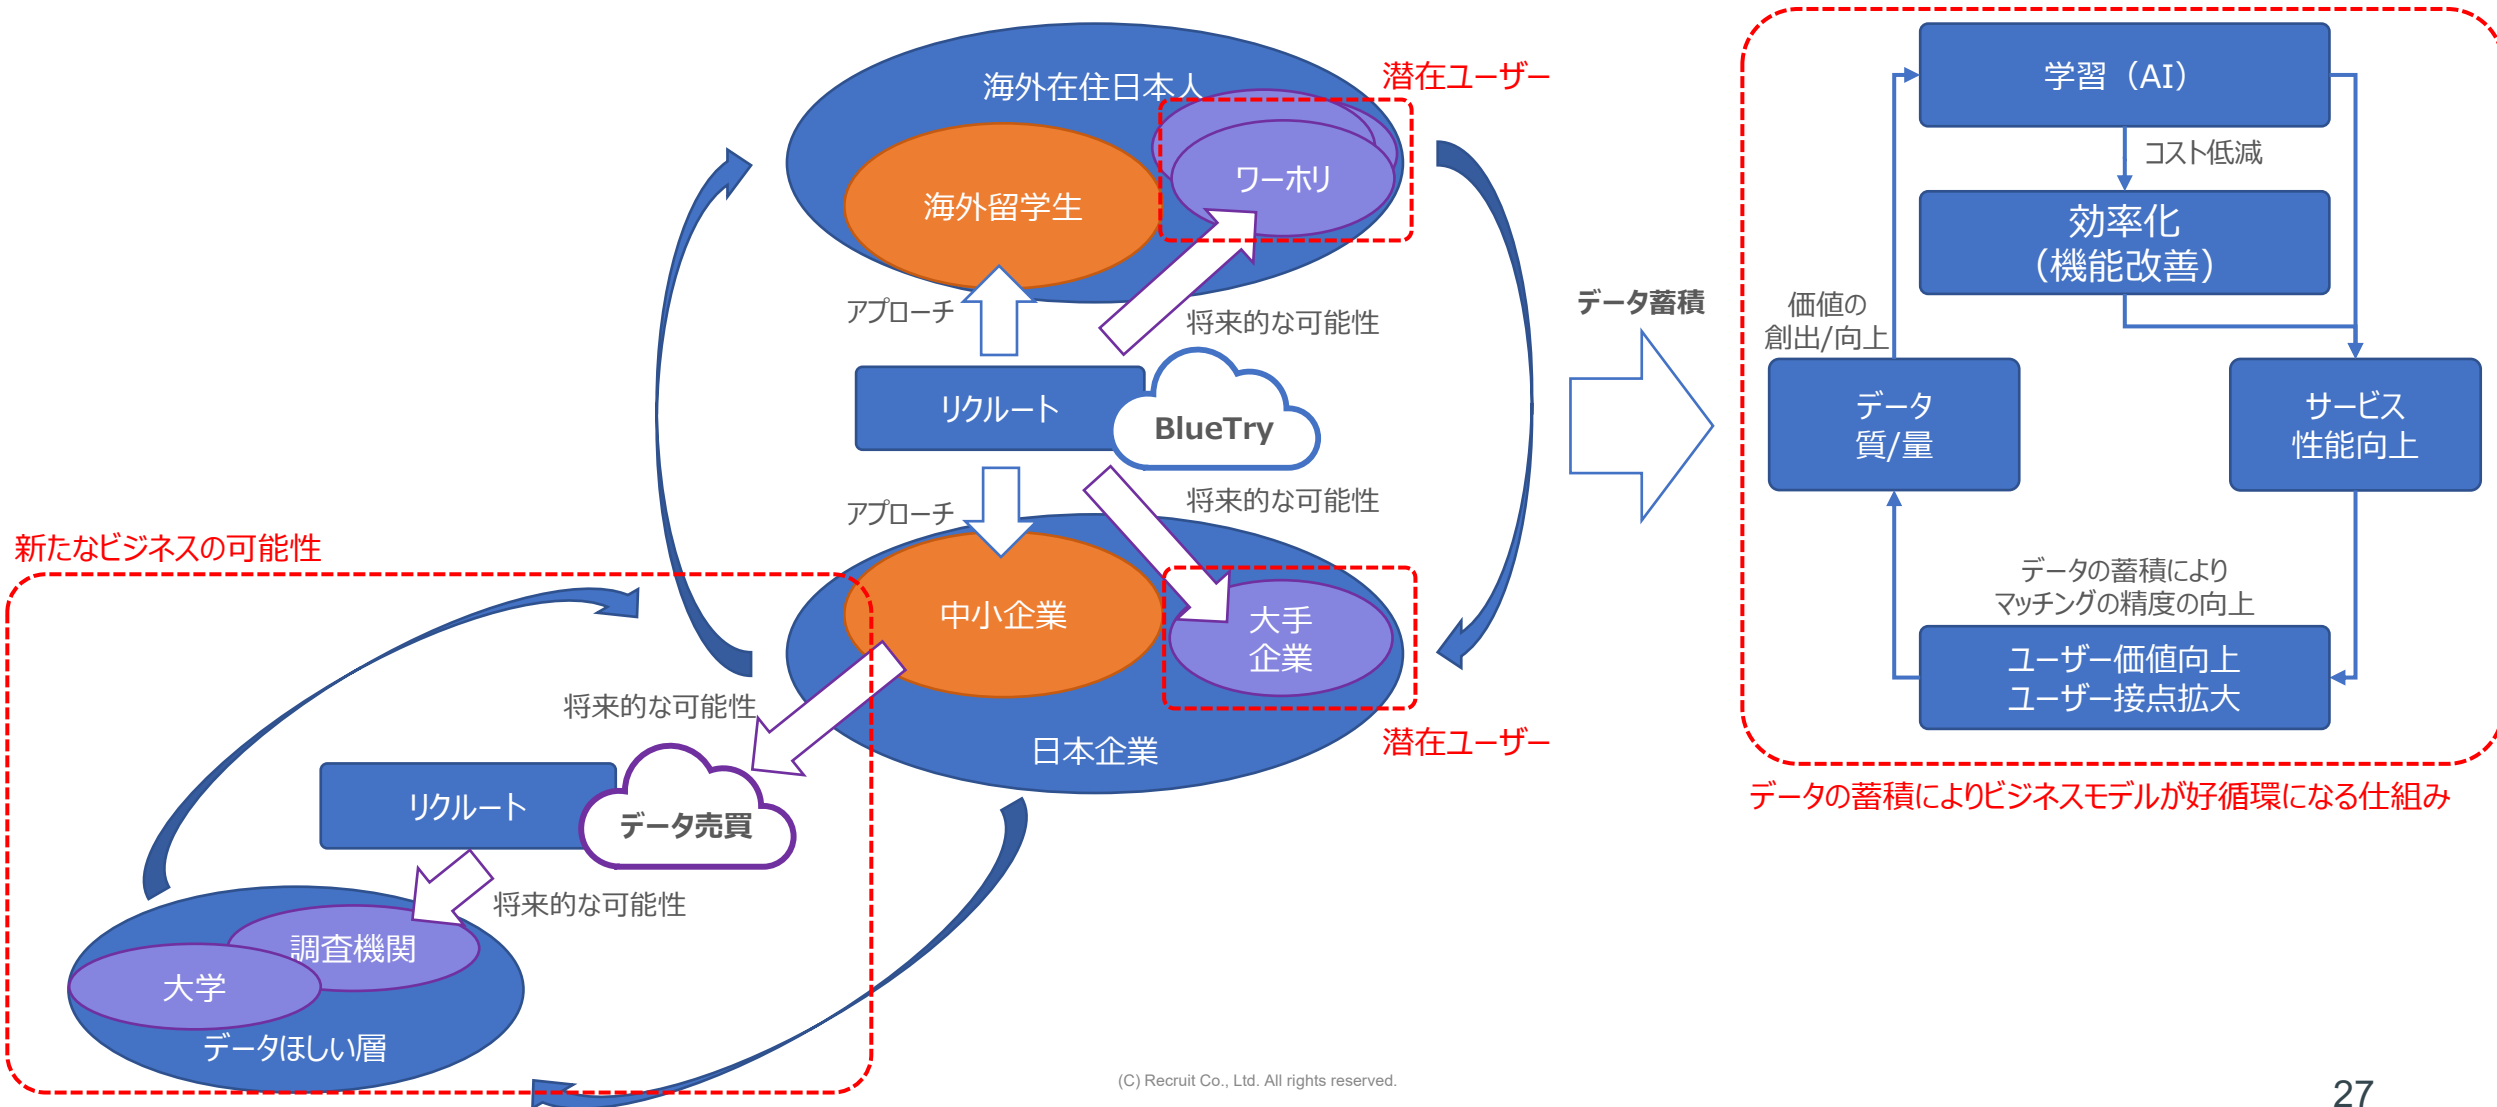 海外在住日本人
潜在ユーザー
海外留学生
ワーホリ
アプローチ
将来的な可能性
リクルート
BlueTry
アプローチ
将来的な可能性
中小企業
大手
企業
日本企業
潜在ユーザー
データ蓄積
新たなビジネスの可能性
将来的な可能性
リクルート
データ売買
将来的な可能性
調査機関
大学
データほしい層
学習（AI）
コスト低減
効率化
（機能改善）
価値の
創出/向上
データ
質/量
サービス
性能向上
データの蓄積により
マッチングの精度の向上
ユーザー価値向上
ユーザー接点拡大
データの蓄積によりビジネスモデルが好循環になる仕組み
(C) Recruit Co., Ltd. All rights reserved.
27